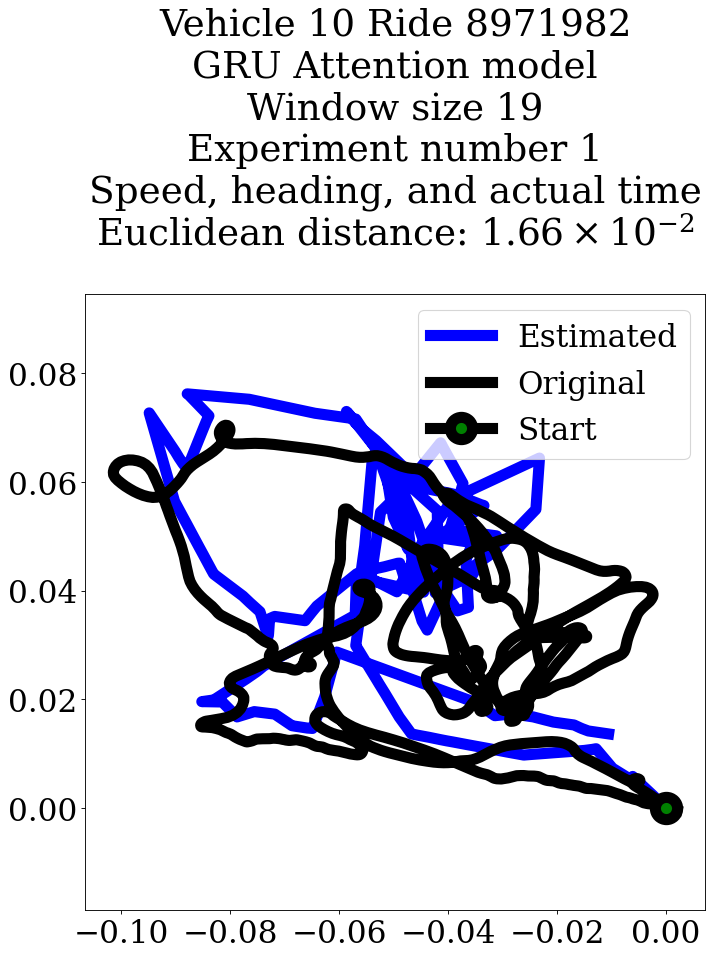 Vehicle 10 Ride 8971982
GRU Attention model
Window size 19
Experiment number 1
Speed, heading, and actual time
Euclidean distance: 1.66 × 10⁻²
Estimated
Original
Start
0.08
0.06
0.04
0.02
0.00
−0.10 −0.08 −0.06 −0.04 −0.02 0.00